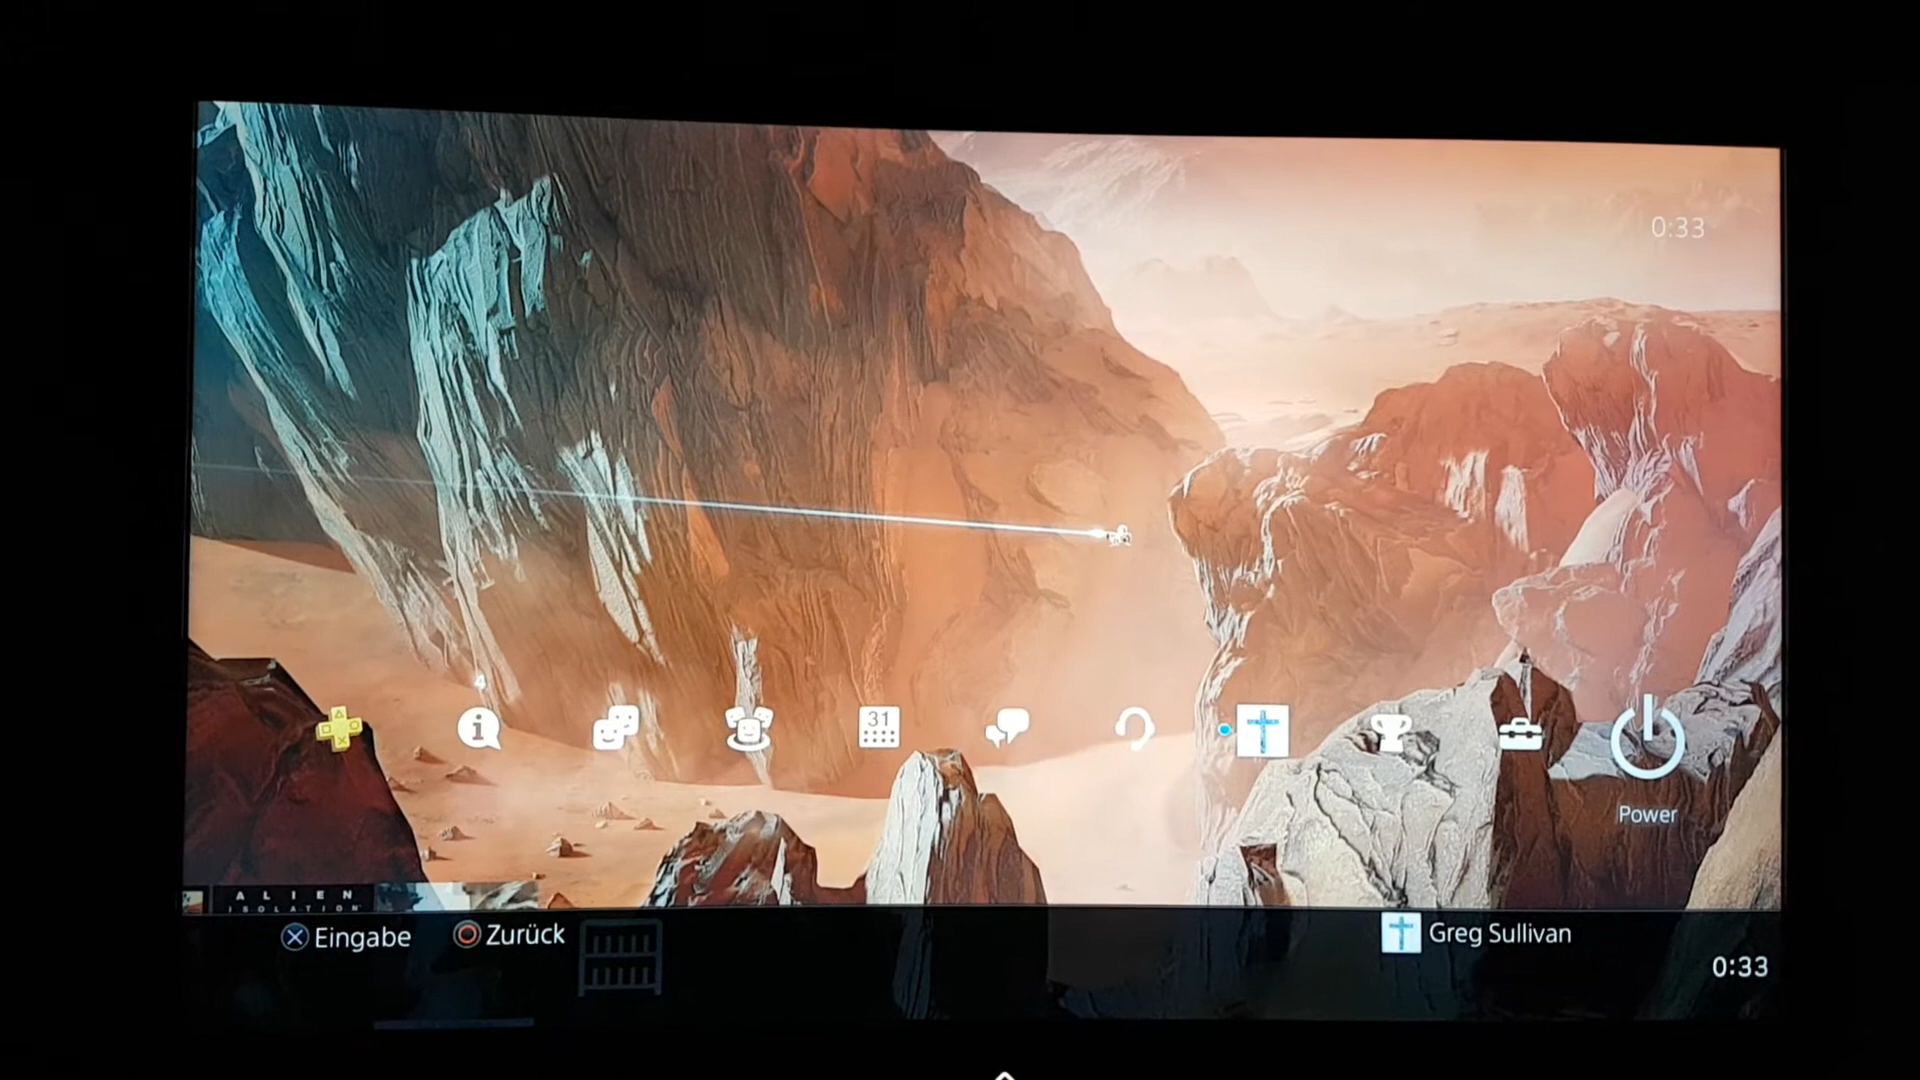 0:33
4
31
Power
ALIEN
ISOLATION
Eingabe
Zurück
Greg Sullivan
0:33